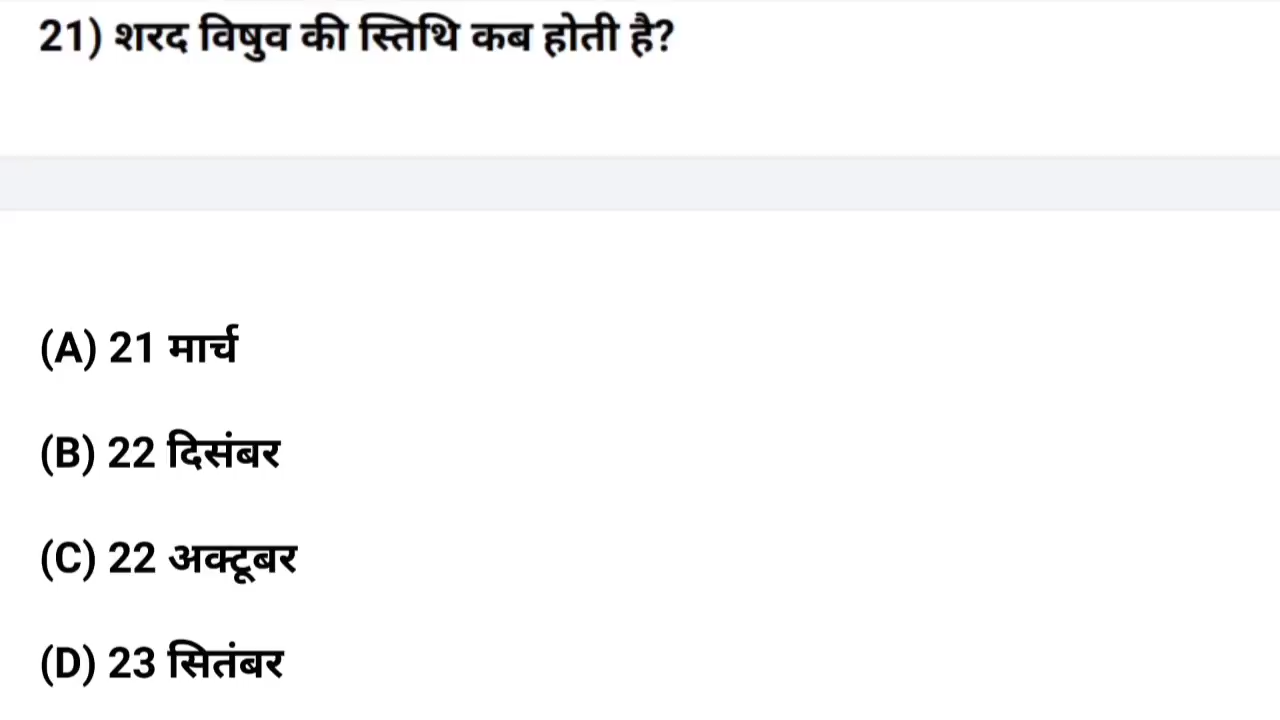 21) शरद विषुव की स्तिथि कब होती है?
(A) 21 मार्च
(B) 22 दिसंबर
(C) 22 अक्टूबर
(D) 23 सितंबर